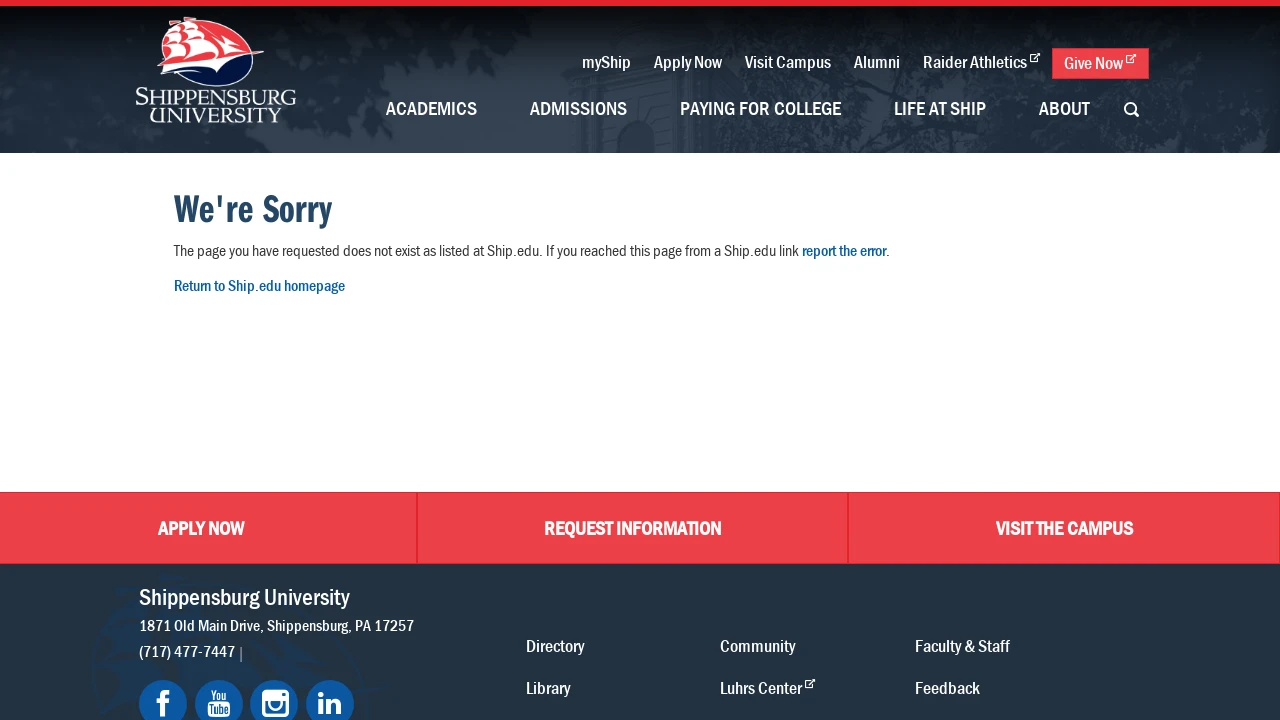 SHIPPENSBURG
UNIVERSITY
myShip Apply Now Visit Campus Alumni Raider Athletics Give Now
ACADEMICS ADMISSIONS PAYING FOR COLLEGE LIFE AT SHIP ABOUT
We're Sorry
The page you have requested does not exist as listed at Ship.edu. If you reached this page from a Ship.edu link report the error.
Return to Ship.edu homepage
APPLY NOW REQUEST INFORMATION VISIT THE CAMPUS
Shippensburg University
1871 Old Main Drive, Shippensburg, PA 17257
(717) 477-7447 |
Directory Community Faculty & Staff
Library Luhrs Center Feedback
f You Tube in